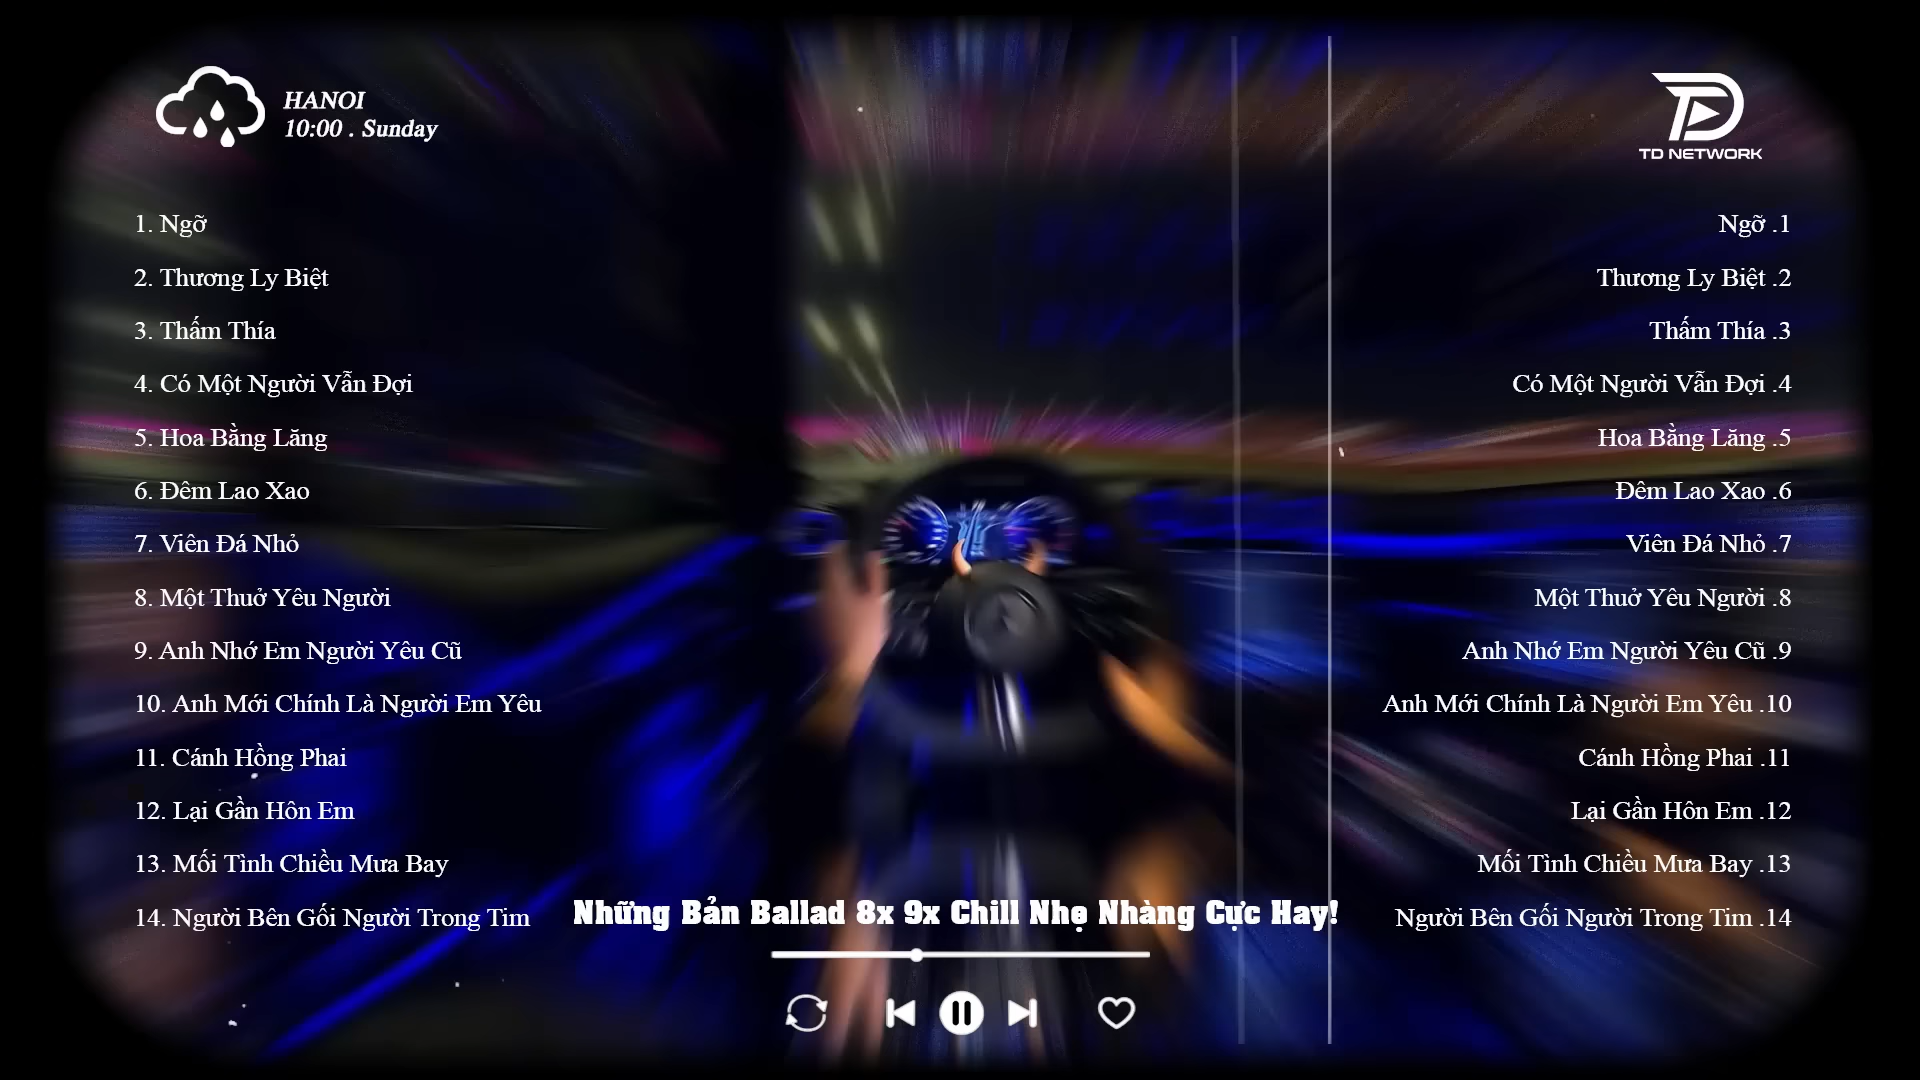 HANOI
10:00 . Sunday
TD NETWORK
1. Ngỡ
2. Thương Ly Biệt
3. Thấm Thía
4. Có Một Người Vẫn Đợi
5. Hoa Bằng Lăng
6. Đêm Lao Xao
7. Viên Đá Nhỏ
8. Một Thuở Yêu Người
9. Anh Nhớ Em Người Yêu Cũ
10. Anh Mới Chính Là Người Em Yêu
11. Cánh Hồng Phai
12. Lại Gần Hôn Em
13. Mối Tình Chiều Mưa Bay
14. Người Bên Gối Người Trong Tim
Ngỡ .1
Thương Ly Biệt .2
Thấm Thía .3
Có Một Người Vẫn Đợi .4
Hoa Bằng Lăng .5
Đêm Lao Xao .6
Viên Đá Nhỏ .7
Một Thuở Yêu Người .8
Anh Nhớ Em Người Yêu Cũ .9
Anh Mới Chính Là Người Em Yêu .10
Cánh Hồng Phai .11
Lại Gần Hôn Em .12
Mối Tình Chiều Mưa Bay .13
Người Bên Gối Người Trong Tim .14
Những Bản Ballad 8x 9x Chill Nhẹ Nhàng Cực Hay!